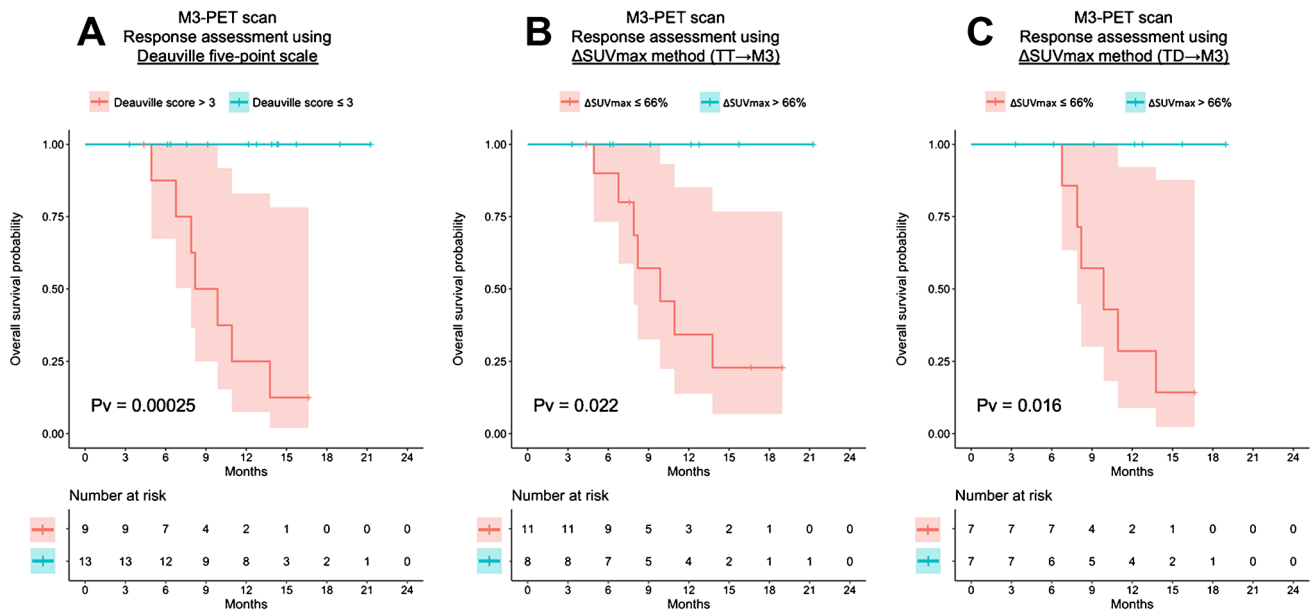 A
M3-PET scan
Response assessment using
Deauville five-point scale
Deauville score > 3
Deauville score ≤ 3
Overall survival probability
1.00
0.75
0.50
0.25
0.00
Pv = 0.00025
0 3 6 9 12 15 18 21 24
Months
Number at risk
9 9 7 4 2 1 0 0 0
13 13 12 9 8 3 2 1 0
0 3 6 9 12 15 18 21 24
Months
B
M3-PET scan
Response assessment using
ΔSUVmax method (TT→M3)
ΔSUVmax ≤ 66%
ΔSUVmax > 66%
Overall survival probability
1.00
0.75
0.50
0.25
0.00
Pv = 0.022
0 3 6 9 12 15 18 21 24
Months
Number at risk
11 11 9 5 3 2 1 0 0
8 8 7 5 4 2 1 1 0
0 3 6 9 12 15 18 21 24
Months
C
M3-PET scan
Response assessment using
ΔSUVmax method (TD→M3)
ΔSUVmax ≤ 66%
ΔSUVmax > 66%
Overall survival probability
1.00
0.75
0.50
0.25
0.00
Pv = 0.016
0 3 6 9 12 15 18 21 24
Months
Number at risk
7 7 7 4 2 1 0 0 0
7 7 6 5 4 2 1 0 0
0 3 6 9 12 15 18 21 24
Months